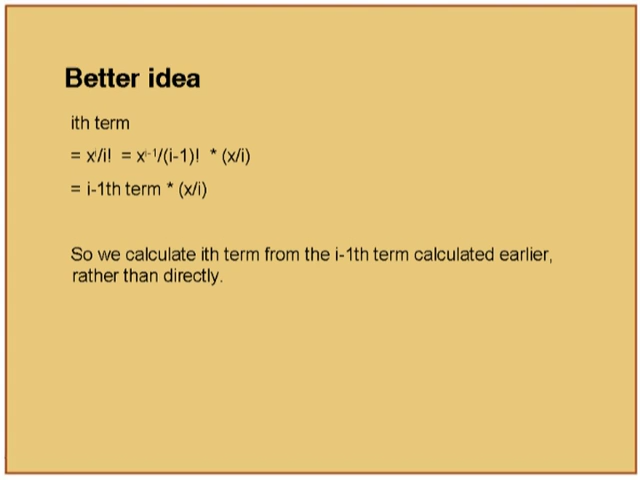 Better idea
ith term
= xⁱ/i! = xⁱ⁻¹/(i-1)! * (x/i)
= i-1th term * (x/i)
So we calculate ith term from the i-1th term calculated earlier,
rather than directly.